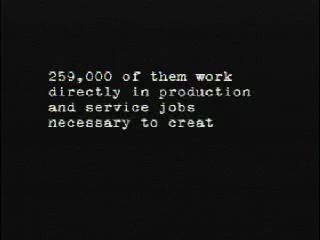 259,000 of them work
directly in production
and service jobs
necessary to creat